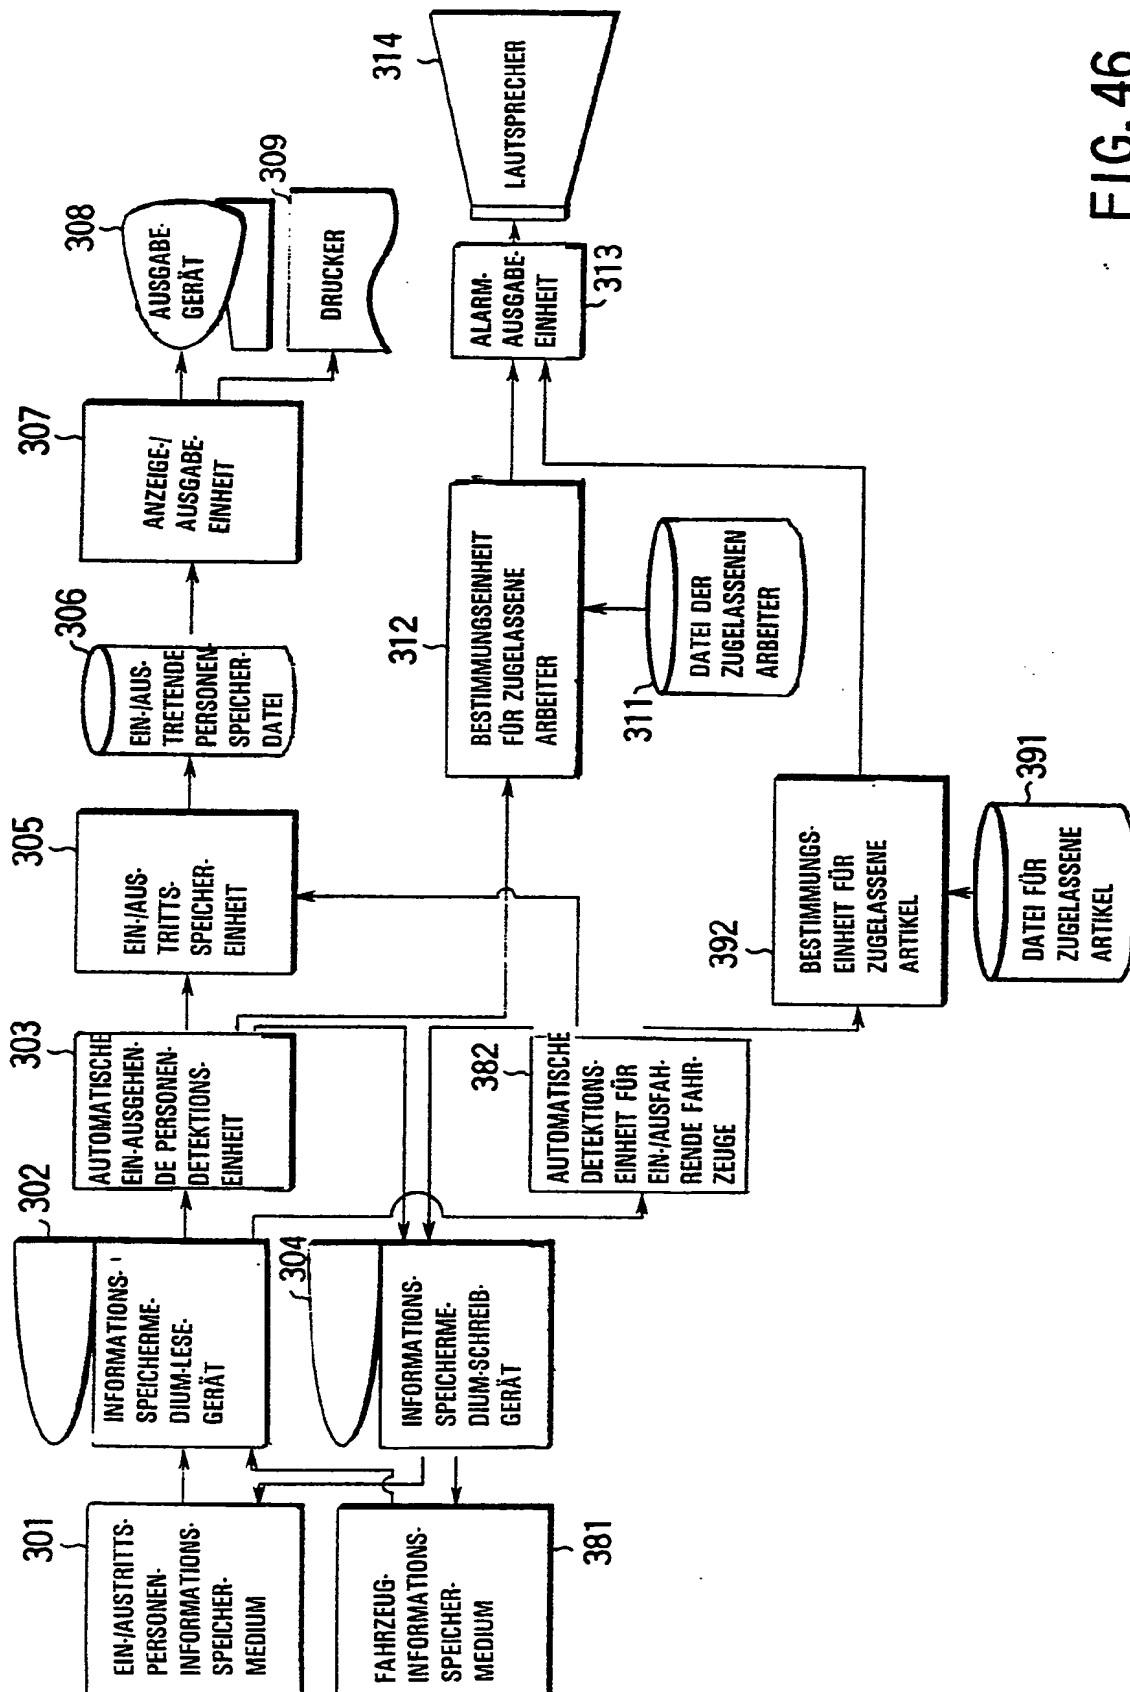 301
EIN-/AUSTRITTS-
PERSONEN-
INFORMATIONS-
SPEICHER-
MEDIUM
302
INFORMATIONS-
SPEICHERME-
DIUM-LESE-
GERÄT
303
AUTOMATISCHE
EIN-AUSGEHEN-
DE PERSONEN-
DETEKTIONS-
EINHEIT
305
EIN-/AUS-
TRITTS-
SPEICHER-
EINHEIT
306
EIN-/AUS-
TRETENDE
PERSONEN
SPEICHER-
DATEI
307
ANZEIGE-/
AUSGABE-
EINHEIT
308
AUSGABE-
GERÄT
309
DRUCKER
381
FAHRZEUG-
INFORMATIONS-
SPEICHER-
MEDIUM
304
INFORMATIONS-
SPEICHERME-
DIUM-SCHREIB-
GERÄT
382
AUTOMATISCHE
DETEKTIONS-
EINHEIT FÜR
EIN-/AUSFAH-
RENDE FAHR-
ZEUGE
312
BESTIMMUNGSEINHEIT
FÜR ZUGELASSENE
ARBEITER
311
DATEI DER
ZUGELASSENEN
ARBEITER
313
ALARM-
AUSGABE-
EINHEIT
314
LAUTSPRECHER
392
BESTIMMUNGS-
EINHEIT FÜR
ZUGELASSENE
ARTIKEL
391
DATEI FÜR
ZUGELASSENE
ARTIKEL
FIG. 46